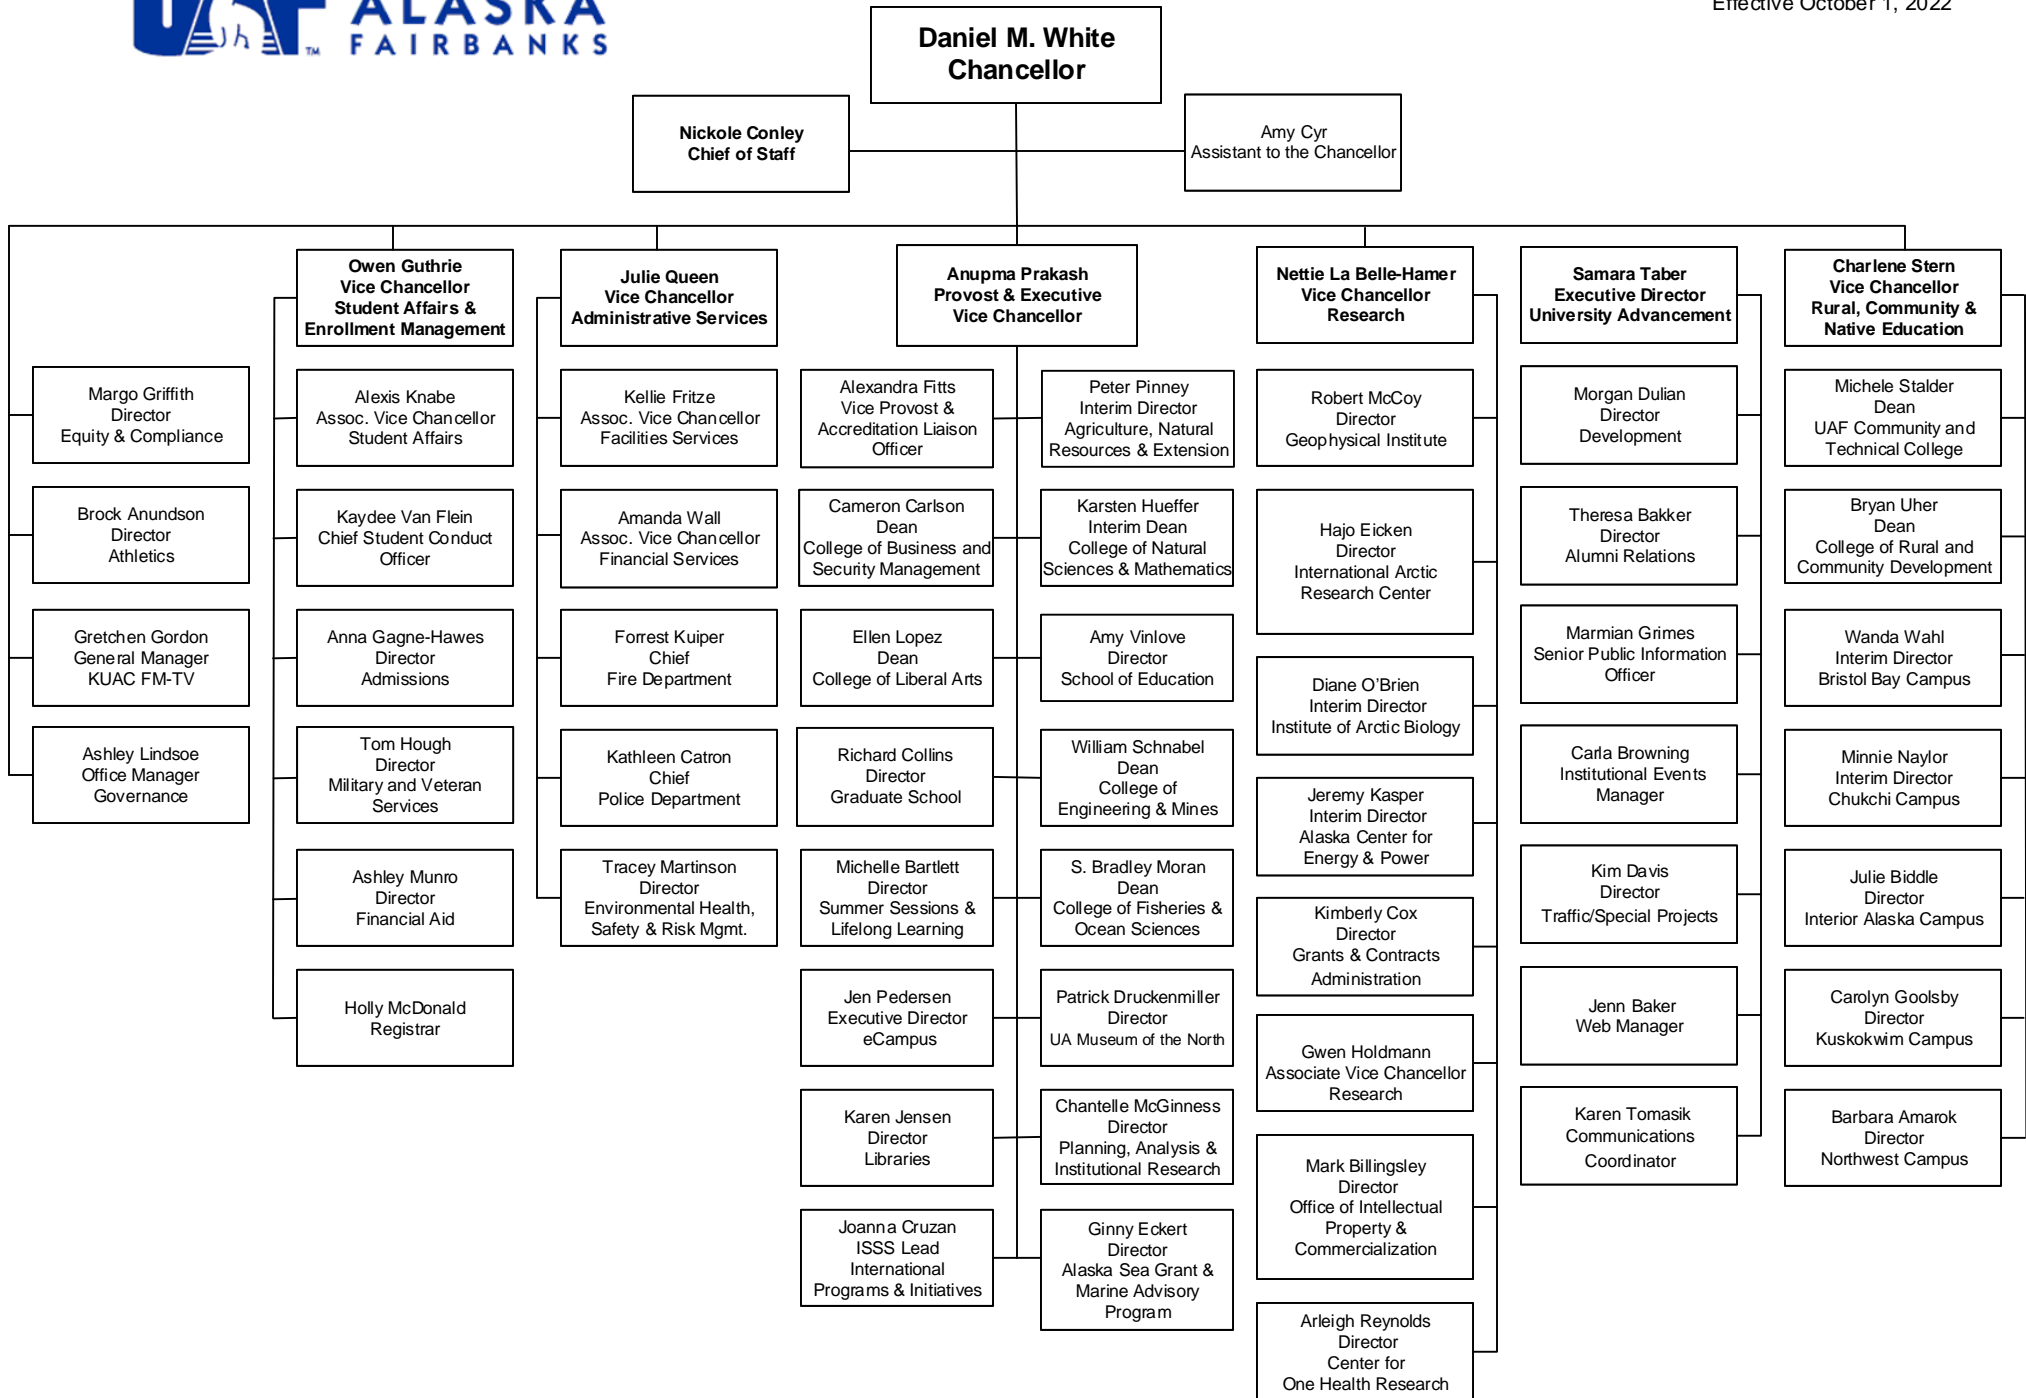 ALASKA
FAIRBANKS
TM
Effective October 1, 2022
Daniel M. White
Chancellor
Nickole Conley
Chief of Staff
Amy Cyr
Assistant to the Chancellor
Margo Griffith
Director
Equity & Compliance
Brock Anundson
Director
Athletics
Gretchen Gordon
General Manager
KUAC FM-TV
Ashley Lindsoe
Office Manager
Governance
Owen Guthrie
Vice Chancellor
Student Affairs &
Enrollment Management
Alexis Knabe
Assoc. Vice Chancellor
Student Affairs
Kaydee Van Flein
Chief Student Conduct
Officer
Anna Gagne-Hawes
Director
Admissions
Tom Hough
Director
Military and Veteran
Services
Ashley Munro
Director
Financial Aid
Holly McDonald
Registrar
Julie Queen
Vice Chancellor
Administrative Services
Kellie Fritze
Assoc. Vice Chancellor
Facilities Services
Amanda Wall
Assoc. Vice Chancellor
Financial Services
Forrest Kuiper
Chief
Fire Department
Kathleen Catron
Chief
Police Department
Tracey Martinson
Director
Environmental Health,
Safety & Risk Mgmt.
Anupma Prakash
Provost & Executive
Vice Chancellor
Alexandra Fitts
Vice Provost &
Accreditation Liaison
Officer
Cameron Carlson
Dean
College of Business and
Security Management
Ellen Lopez
Dean
College of Liberal Arts
Richard Collins
Director
Graduate School
Michelle Bartlett
Director
Summer Sessions &
Lifelong Learning
Jen Pedersen
Executive Director
eCampus
Karen Jensen
Director
Libraries
Joanna Cruzan
ISSS Lead
International
Programs & Initiatives
Peter Pinney
Interim Director
Agriculture, Natural
Resources & Extension
Karsten Hueffer
Interim Dean
College of Natural
Sciences & Mathematics
Amy Vinlove
Director
School of Education
William Schnabel
Dean
College of
Engineering & Mines
S. Bradley Moran
Dean
College of Fisheries &
Ocean Sciences
Patrick Druckenmiller
Director
UA Museum of the North
Chantelle McGinness
Director
Planning, Analysis &
Institutional Research
Ginny Eckert
Director
Alaska Sea Grant &
Marine Advisory
Program
Nettie La Belle-Hamer
Vice Chancellor
Research
Robert McCoy
Director
Geophysical Institute
Hajo Eicken
Director
International Arctic
Research Center
Diane O’Brien
Interim Director
Institute of Arctic Biology
Jeremy Kasper
Interim Director
Alaska Center for
Energy & Power
Kimberly Cox
Director
Grants & Contracts
Administration
Gwen Holdmann
Associate Vice Chancellor
Research
Mark Billingsley
Director
Office of Intellectual
Property &
Commercialization
Arleigh Reynolds
Director
Center for
One Health Research
Samara Taber
Executive Director
University Advancement
Morgan Dulian
Director
Development
Theresa Bakker
Director
Alumni Relations
Marmian Grimes
Senior Public Information
Officer
Carla Browning
Institutional Events
Manager
Kim Davis
Director
Traffic/Special Projects
Jenn Baker
Web Manager
Karen Tomasik
Communications
Coordinator
Charlene Stern
Vice Chancellor
Rural, Community &
Native Education
Michele Stalder
Dean
UAF Community and
Technical College
Bryan Uher
Dean
College of Rural and
Community Development
Wanda Wahl
Interim Director
Bristol Bay Campus
Minnie Naylor
Interim Director
Chukchi Campus
Julie Biddle
Director
Interior Alaska Campus
Carolyn Goolsby
Director
Kuskokwim Campus
Barbara Amarok
Director
Northwest Campus